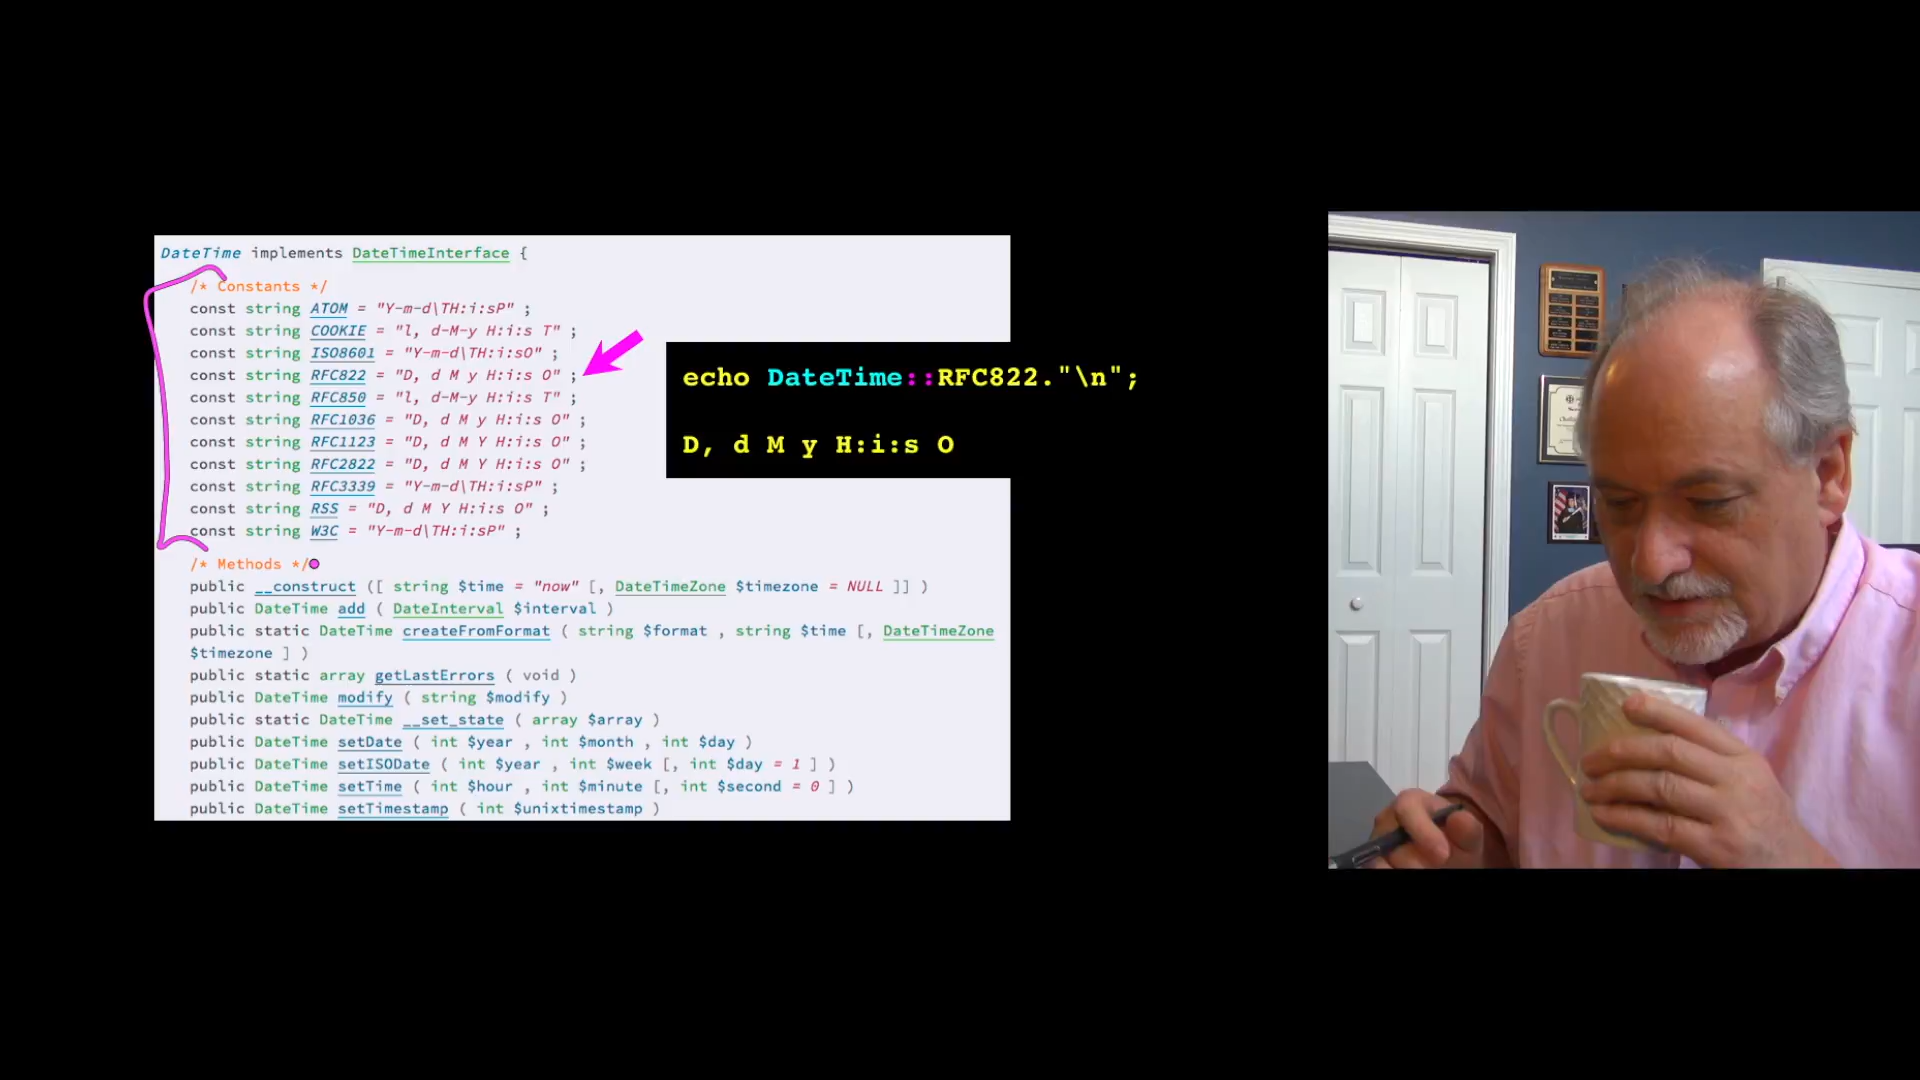 DateTime implements DateTimeInterface {
/* Constants */
const string ATOM = "Y-m-d\TH:i:sP" ;
const string COOKIE = "l, d-M-y H:i:s T" ;
const string ISO8601 = "Y-m-d\TH:i:sO" ;
const string RFC822 = "D, d M y H:i:s O" ;
const string RFC850 = "l, d-M-y H:i:s T" ;
const string RFC1036 = "D, d M y H:i:s O" ;
const string RFC1123 = "D, d M Y H:i:s O" ;
const string RFC2822 = "D, d M Y H:i:s O" ;
const string RFC3339 = "Y-m-d\TH:i:sP" ;
const string RSS = "D, d M Y H:i:s O" ;
const string W3C = "Y-m-d\TH:i:sP" ;
/* Methods */
public __construct ([ string $time = "now" [, DateTimeZone $timezone = NULL ]] )
public DateTime add ( DateInterval $interval )
public static DateTime createFromFormat ( string $format , string $time [, DateTimeZone
$timezone ] )
public static array getLastErrors ( void )
public DateTime modify ( string $modify )
public static DateTime __set_state ( array $array )
public DateTime setDate ( int $year , int $month , int $day )
public DateTime setISODate ( int $year , int $week [, int $day = 1 ] )
public DateTime setTime ( int $hour , int $minute [, int $second = 0 ] )
public DateTime setTimestamp ( int $unixtimestamp )
echo DateTime::RFC822."\n";
D, d M y H:i:s O